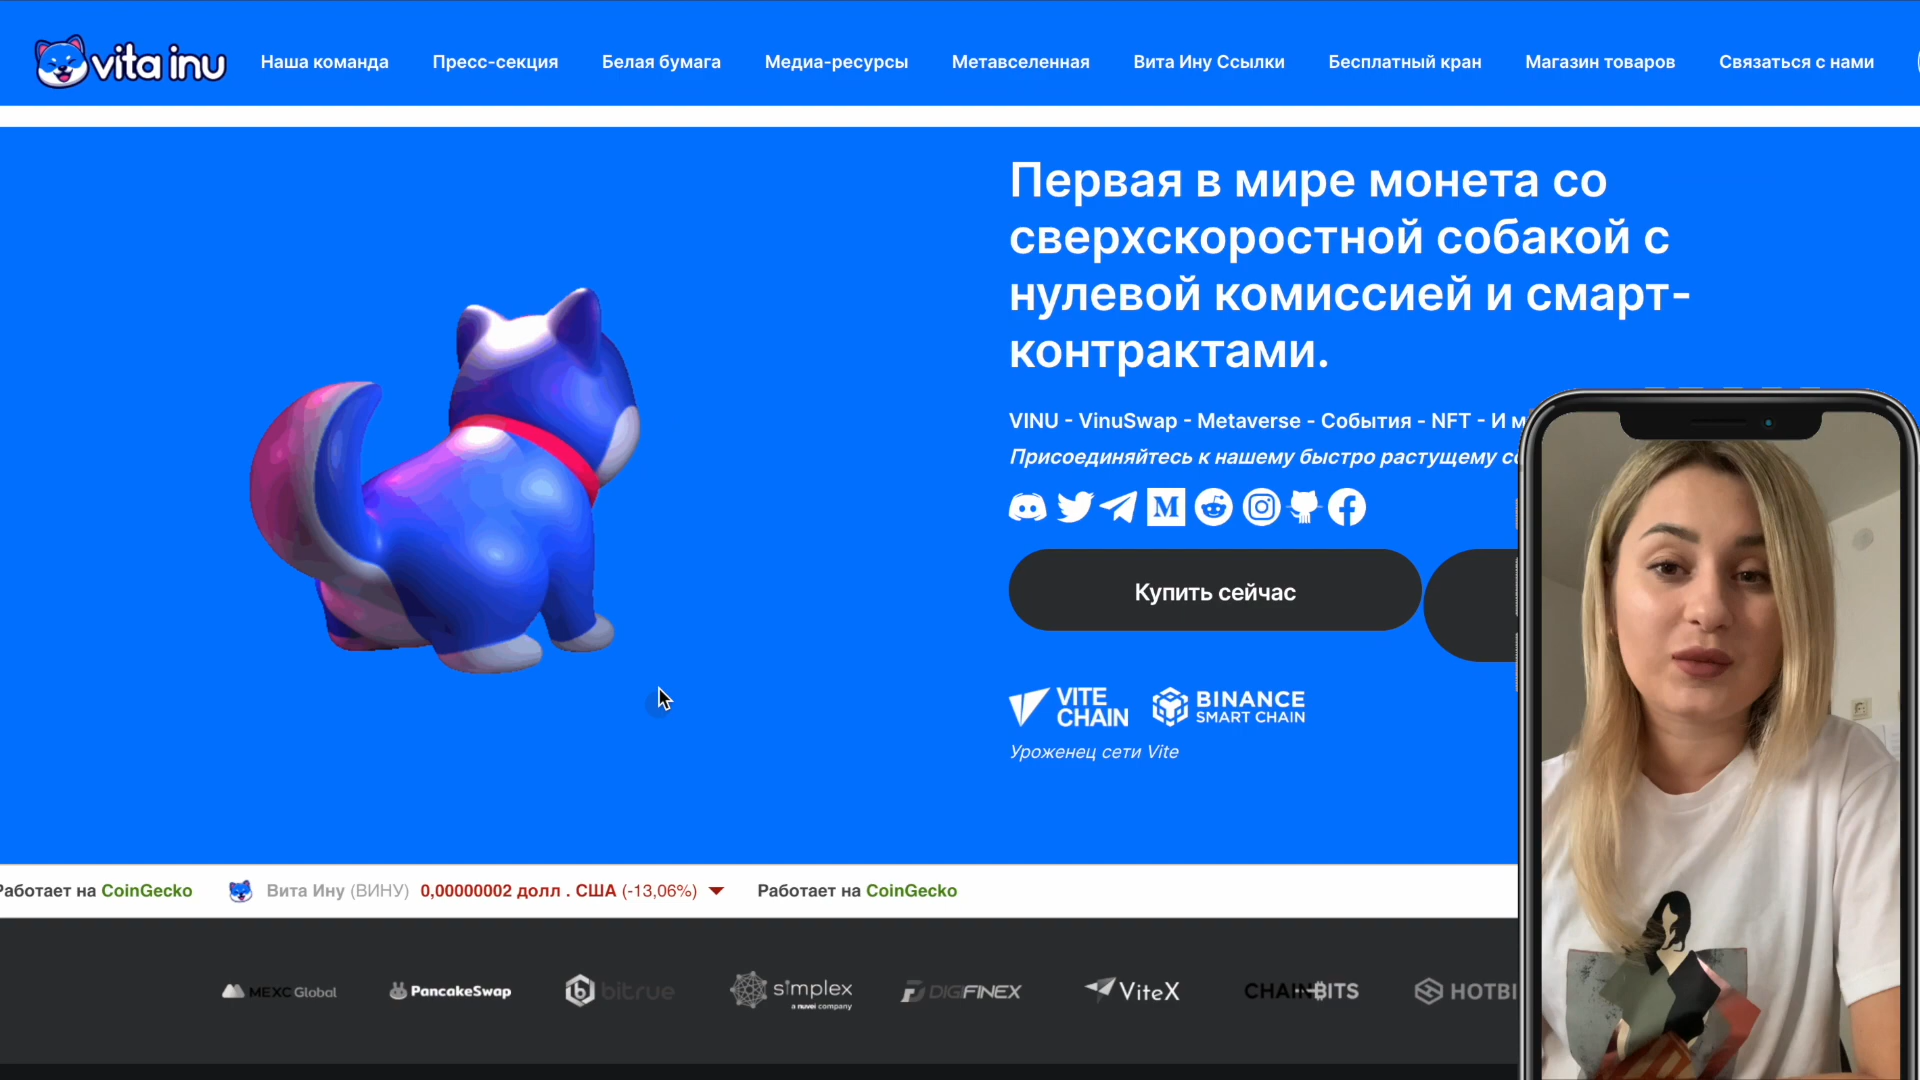 vita inu
Наша команда
Пресс-секция
Белая бумага
Медиа-ресурсы
Метавселенная
Вита Ину Ссылки
Бесплатный кран
Магазин товаров
Связаться с нами
Первая в мире монета со
сверхскоростной собакой с
нулевой комиссией и смарт-
контрактами.
VINU - VinuSwap - Metaverse - События - NFT - И
Присоединяйтесь к нашему быстро растущему
Купить сейчас
VITE
CHAIN
BINANCE
SMART CHAIN
Уроженец сети Vite
Работает на CoinGecko
Вита Ину (ВИНУ) 0,00000002 долл . США (-13,06%)
Работает на CoinGecko
MEXC Global
PancakeSwap
bitrue
simplex
a nuvei company
DIGIFINEX
ViteX
CHAINBITS